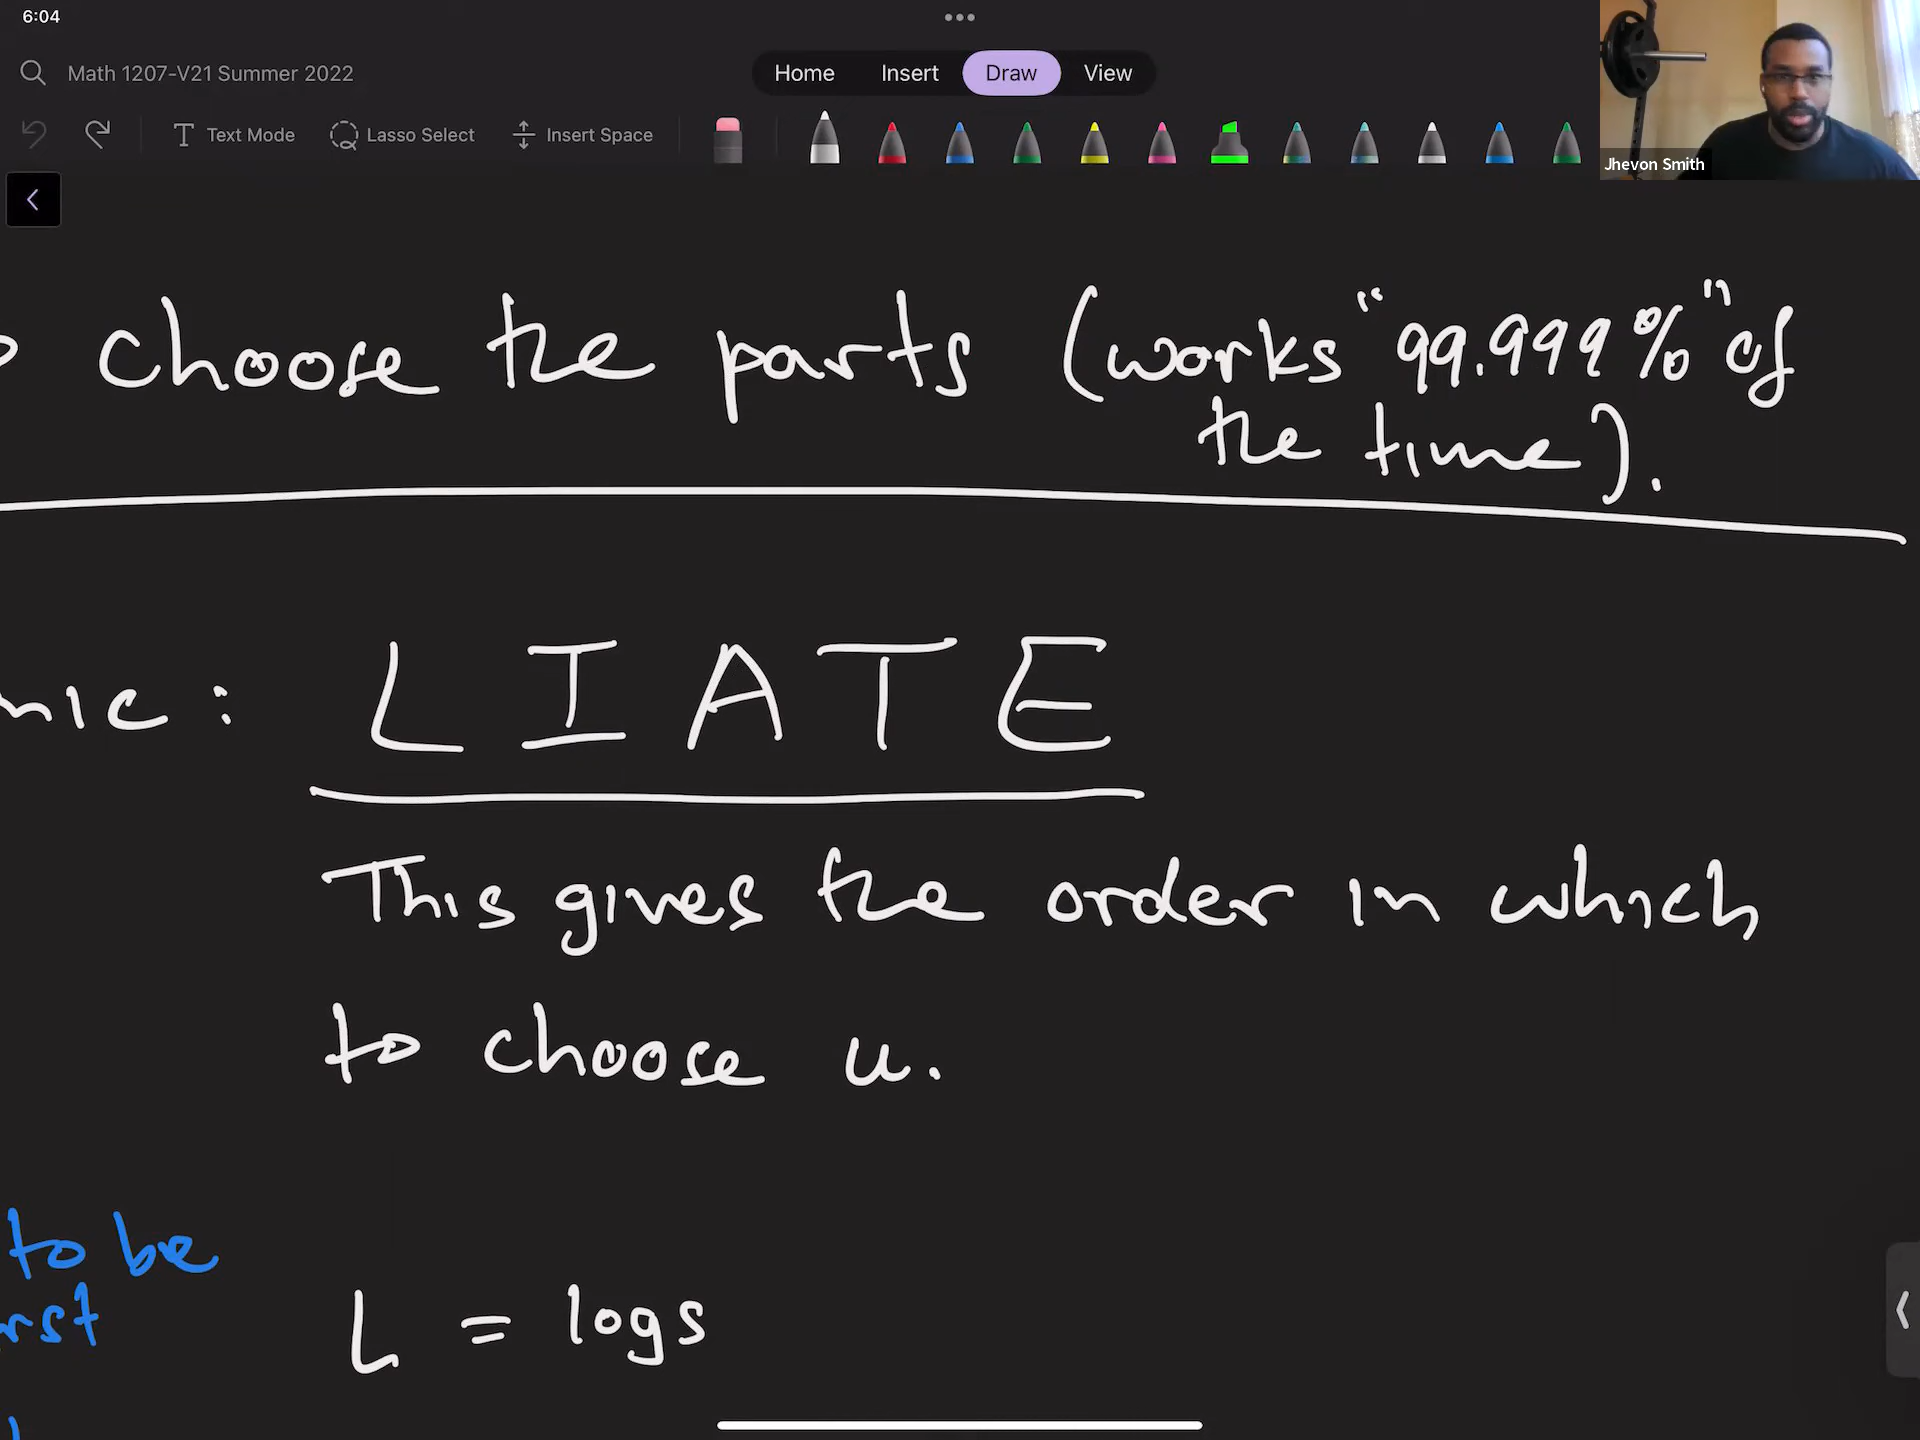 6:04
Math 1207-V21 Summer 2022
Home Insert Draw View
Text Mode Lasso Select Insert Space
Jhevon Smith
choose the parts (works "99.999%" of
the time).
nic: LIATE
This gives the order in which
to choose u.
to be
rst
L = logs